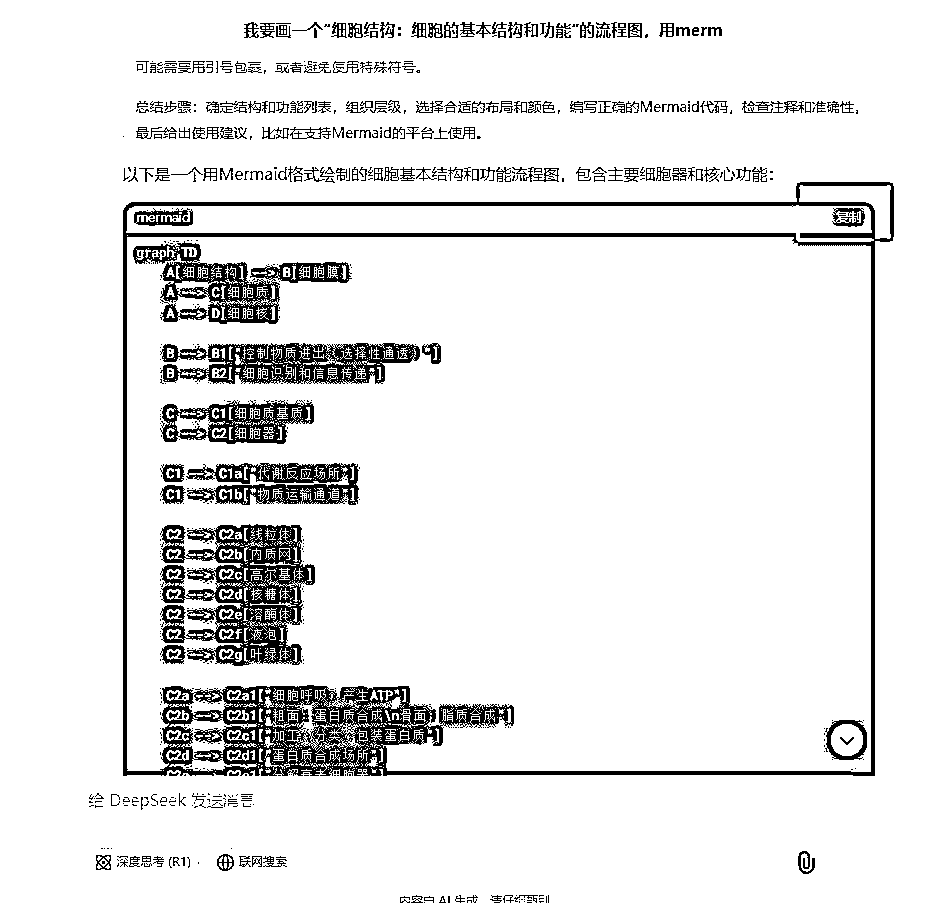 我要画一个“细胞结构：细胞的基本结构和功能”的流程图，用merm
可能需要用引号包裹，或者避免使用特殊符号。
总结步骤：确定结构和功能列表，组织层级，选择合适的布局和颜色，编写正确的Mermaid代码，检查注释和准确性，
最后给出使用建议，比如在支持Mermaid的平台上使用。
以下是一个用Mermaid格式绘制的细胞基本结构和功能流程图，包含主要细胞器和核心功能：
mermaid
复制
graph TD
A[细胞结构] --> B[细胞膜]
A --> C[细胞质]
A --> D[细胞核]
B --> B1["控制物质进出（选择性通透）"]
B --> B2["细胞识别和信息传递"]
C --> C1[细胞质基质]
C --> C2[细胞器]
C1 --> C1a["代谢反应场所"]
C1 --> C1b["物质运输通道"]
C2 --> C2a[线粒体]
C2 --> C2b[内质网]
C2 --> C2c[高尔基体]
C2 --> C2d[核糖体]
C2 --> C2e[溶酶体]
C2 --> C2f[液泡]
C2 --> C2g[叶绿体]
C2a --> C2a1["细胞呼吸，产生ATP"]
C2b --> C2b1["粗面：蛋白质合成\n滑面：脂质合成"]
C2c --> C2c1["加工、分类、包装蛋白质"]
C2d --> C2d1["蛋白质合成场所"]
给 DeepSeek 发送消息
深度思考 (R1)
联网搜索
内容由 AI 生成，请仔细甄别